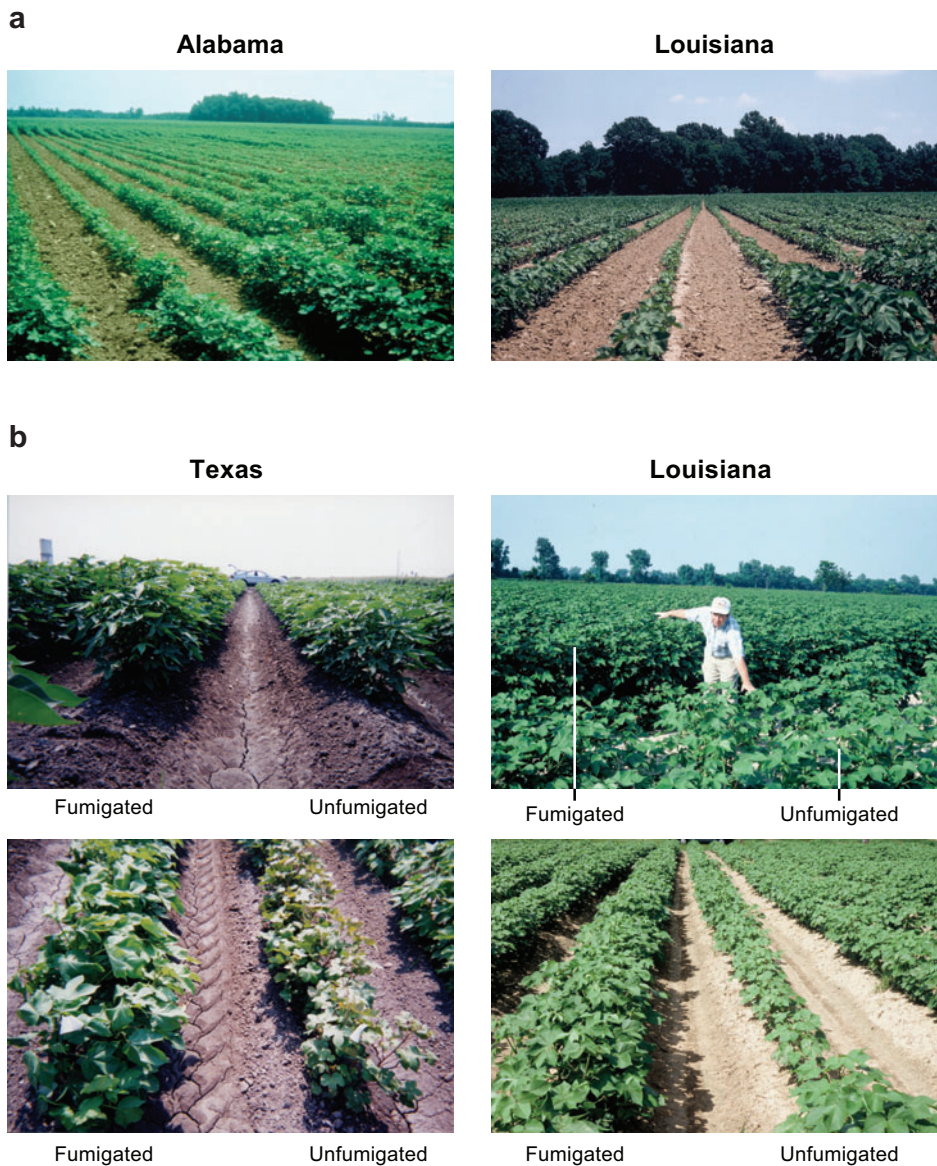 a
Alabama
Louisiana
b
Texas
Louisiana
Fumigated
Unfumigated
Fumigated
Unfumigated
Fumigated
Unfumigated
Fumigated
Unfumigated